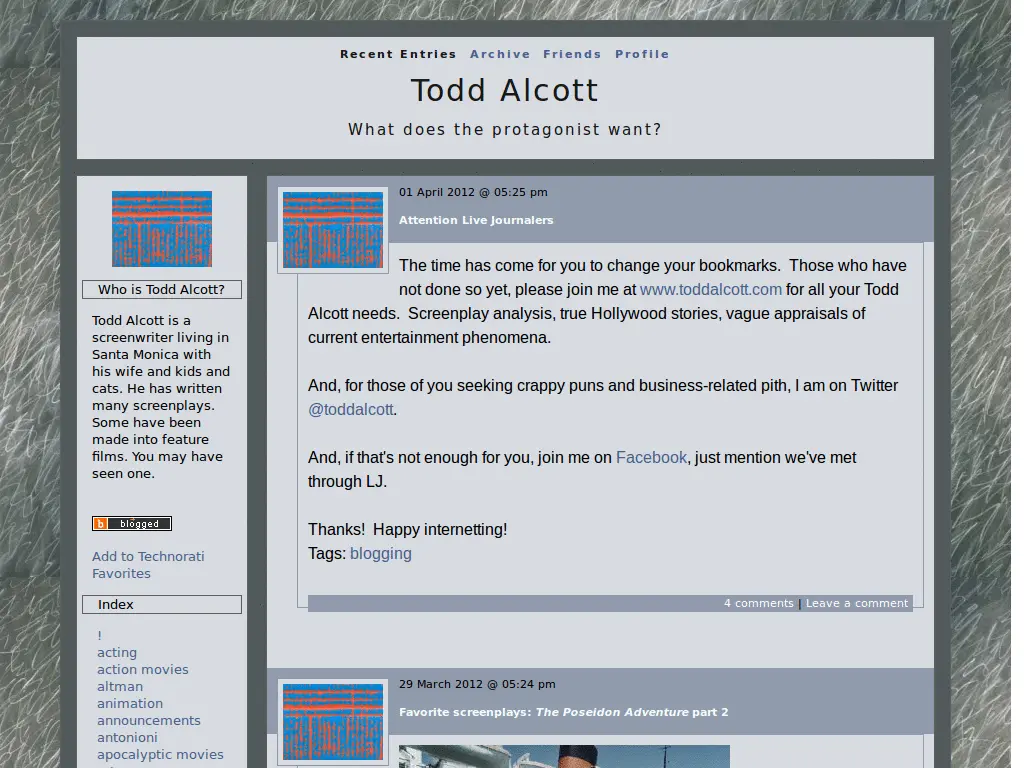 Recent Entries Archive Friends Profile
Todd Alcott
What does the protagonist want?
Who is Todd Alcott?
Todd Alcott is a
screenwriter living in
Santa Monica with
his wife and kids and
cats. He has written
many screenplays.
Some have been
made into feature
films. You may have
seen one.
b blogged
Add to Technorati
Favorites
Index
!
acting
action movies
altman
animation
announcements
antonioni
apocalyptic movies
01 April 2012 @ 05:25 pm
Attention Live Journalers
The time has come for you to change your bookmarks.  Those who have
not done so yet, please join me at www.toddalcott.com for all your Todd
Alcott needs.  Screenplay analysis, true Hollywood stories, vague appraisals of
current entertainment phenomena.
And, for those of you seeking crappy puns and business-related pith, I am on Twitter
@toddalcott.
And, if that's not enough for you, join me on Facebook, just mention we've met
through LJ.
Thanks!  Happy internetting!
Tags: blogging
4 comments | Leave a comment
29 March 2012 @ 05:24 pm
Favorite screenplays: The Poseidon Adventure part 2